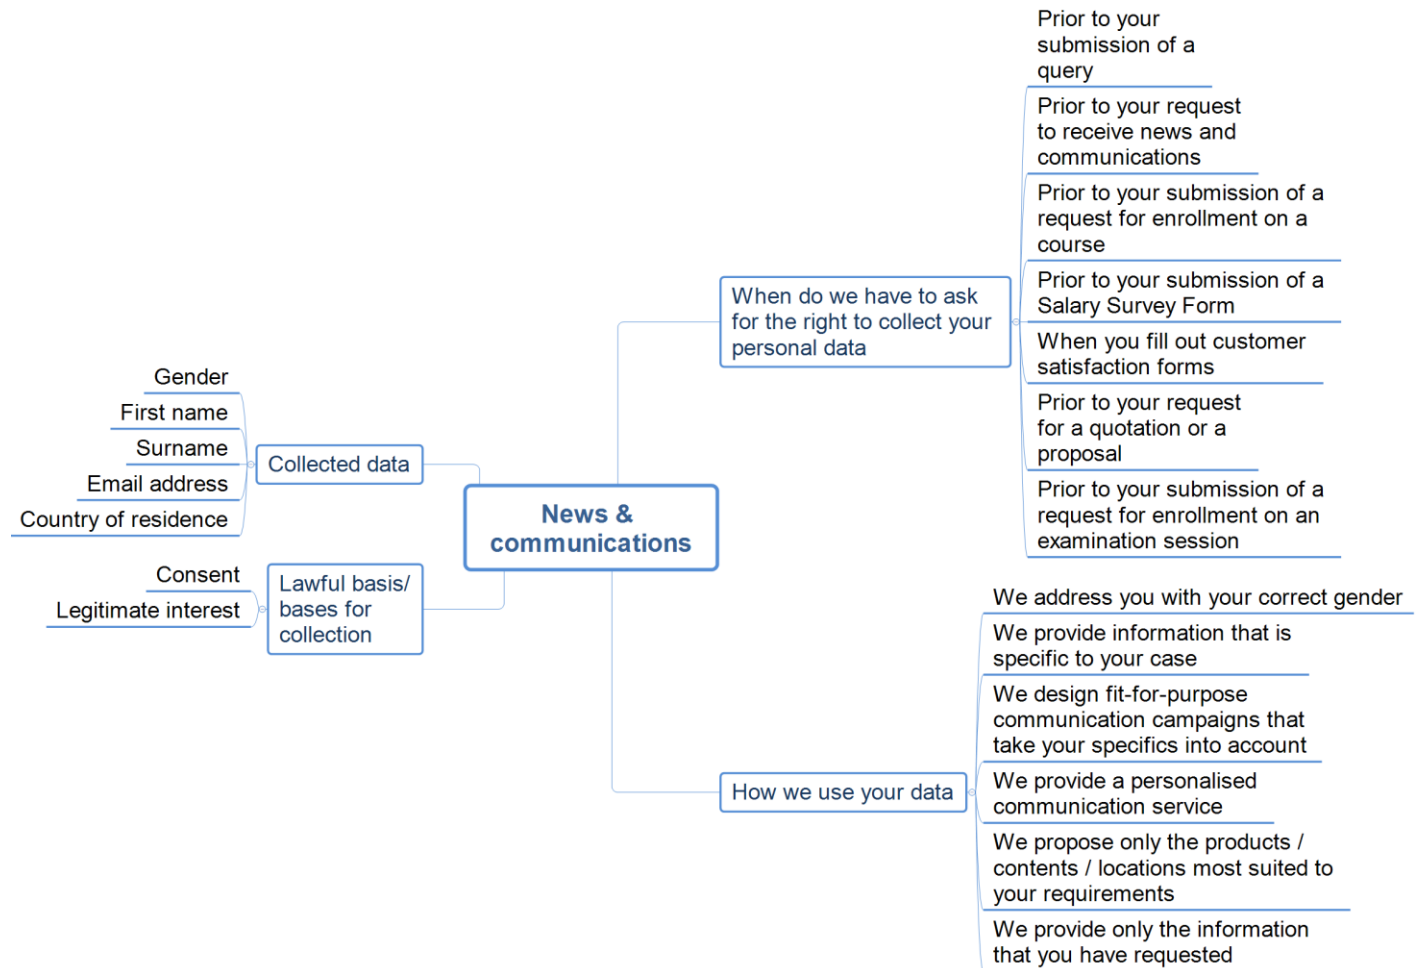 News &
communications
When do we have to ask
for the right to collect your
personal data
Prior to your
submission of a
query
Prior to your request
to receive news and
communications
Prior to your submission of a
request for enrollment on a
course
Prior to your submission of a
Salary Survey Form
When you fill out customer
satisfaction forms
Prior to your request
for a quotation or a
proposal
Prior to your submission of a
request for enrollment on an
examination session
How we use your data
We address you with your correct gender
We provide information that is
specific to your case
We design fit-for-purpose
communication campaigns that
take your specifics into account
We provide a personalised
communication service
We propose only the products /
contents / locations most suited to
your requirements
We provide only the information
that you have requested
Collected data
Gender
First name
Surname
Email address
Country of residence
Lawful basis/
bases for
collection
Consent
Legitimate interest